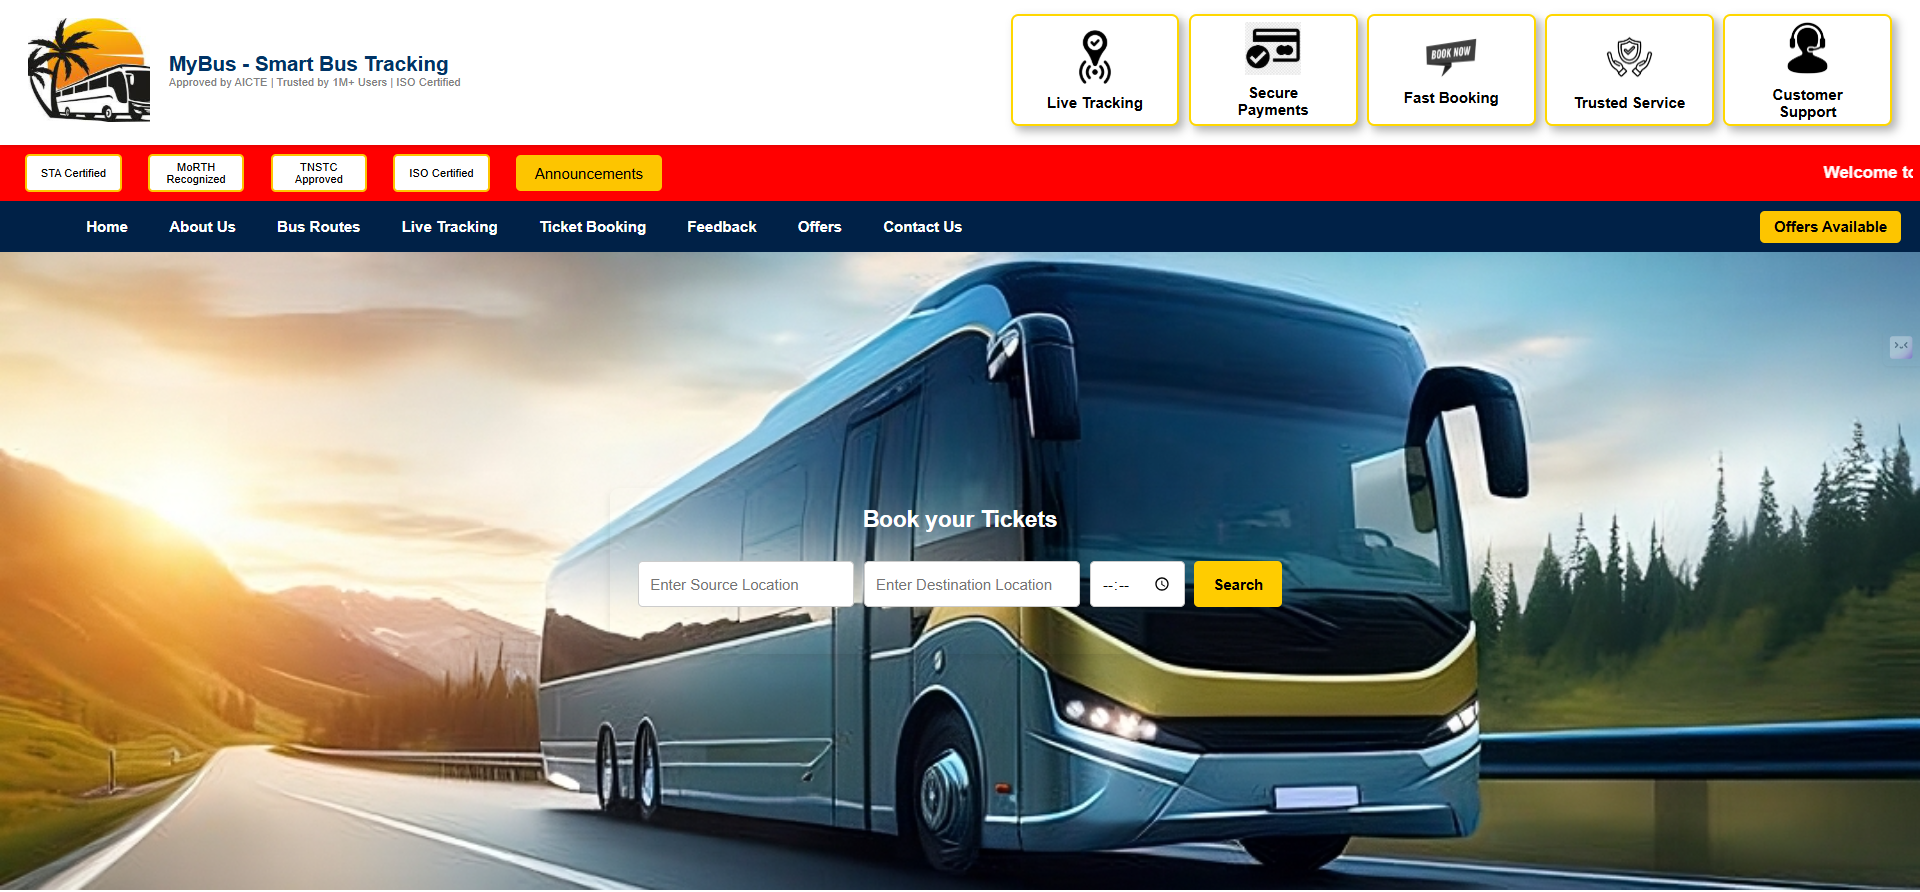 MyBus - Smart Bus Tracking
Approved by AICTE | Trusted by 1M+ Users | ISO Certified
Live Tracking
Secure
Payments
BOOK NOW
Fast Booking
Trusted Service
Customer
Support
STA Certified
MoRTH
Recognized
TNSTC
Approved
ISO Certified
Announcements
Welcome to
Home
About Us
Bus Routes
Live Tracking
Ticket Booking
Feedback
Offers
Contact Us
Offers Available
Book your Tickets
Enter Source Location
Enter Destination Location
--:--
Search